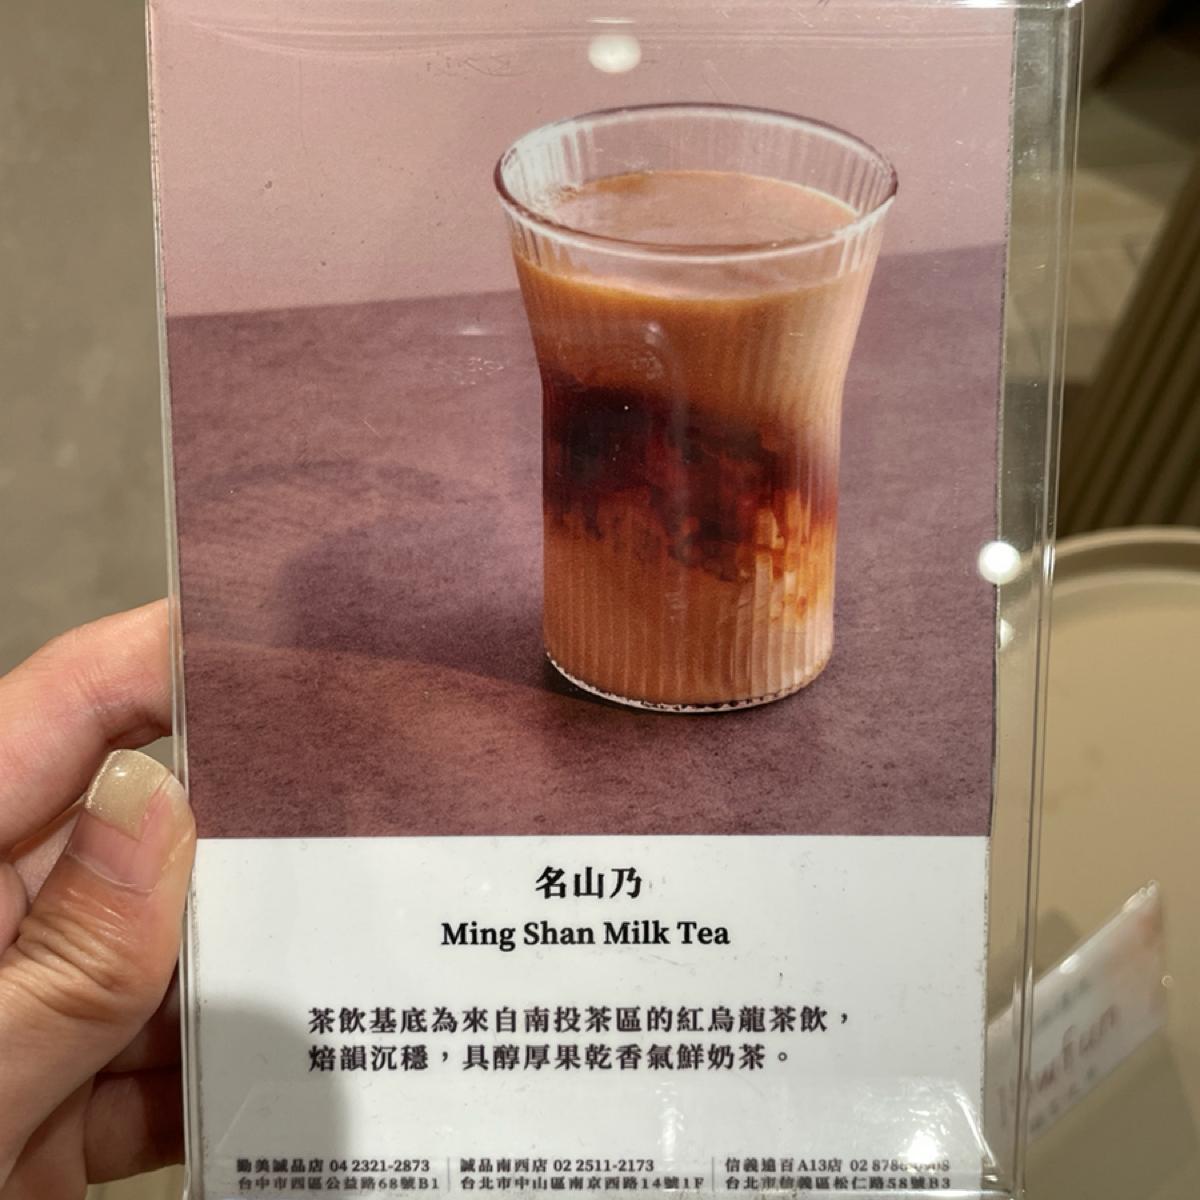 名山乃
Ming Shan Milk Tea
茶飲基底為來自南投茶區的紅烏龍茶飲，
焙韻沉穩，具醇厚果乾香氣鮮奶茶。
勤美誠品店 04 2321-2873
台中市西區公益路68號B1
誠品南西店 02 2511-2173
台北市中山區南京西路14號1F
信義遠百A13店 02
台北市信義區松仁路58號B3